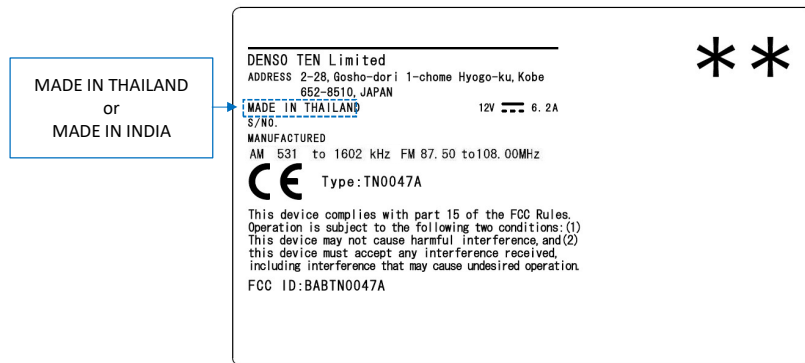 MADE IN THAILAND
or
MADE IN INDIA
**
DENSO TEN Limited
ADDRESS 2-28, Gosho-dori 1-chome Hyogo-ku, Kobe
652-8510, JAPAN
MADE IN THAILAND 12V 6.2A
S/NO.
MANUFACTURED
AM 531 to 1602 kHz FM 87.50 to108.00MHz
CE Type:TN0047A
This device complies with part 15 of the FCC Rules.
Operation is subject to the following two conditions:(1)
This device may not cause harmful interference, and(2)
this device must accept any interference received,
including interference that may cause undesired operation.
FCC ID:BABTN0047A